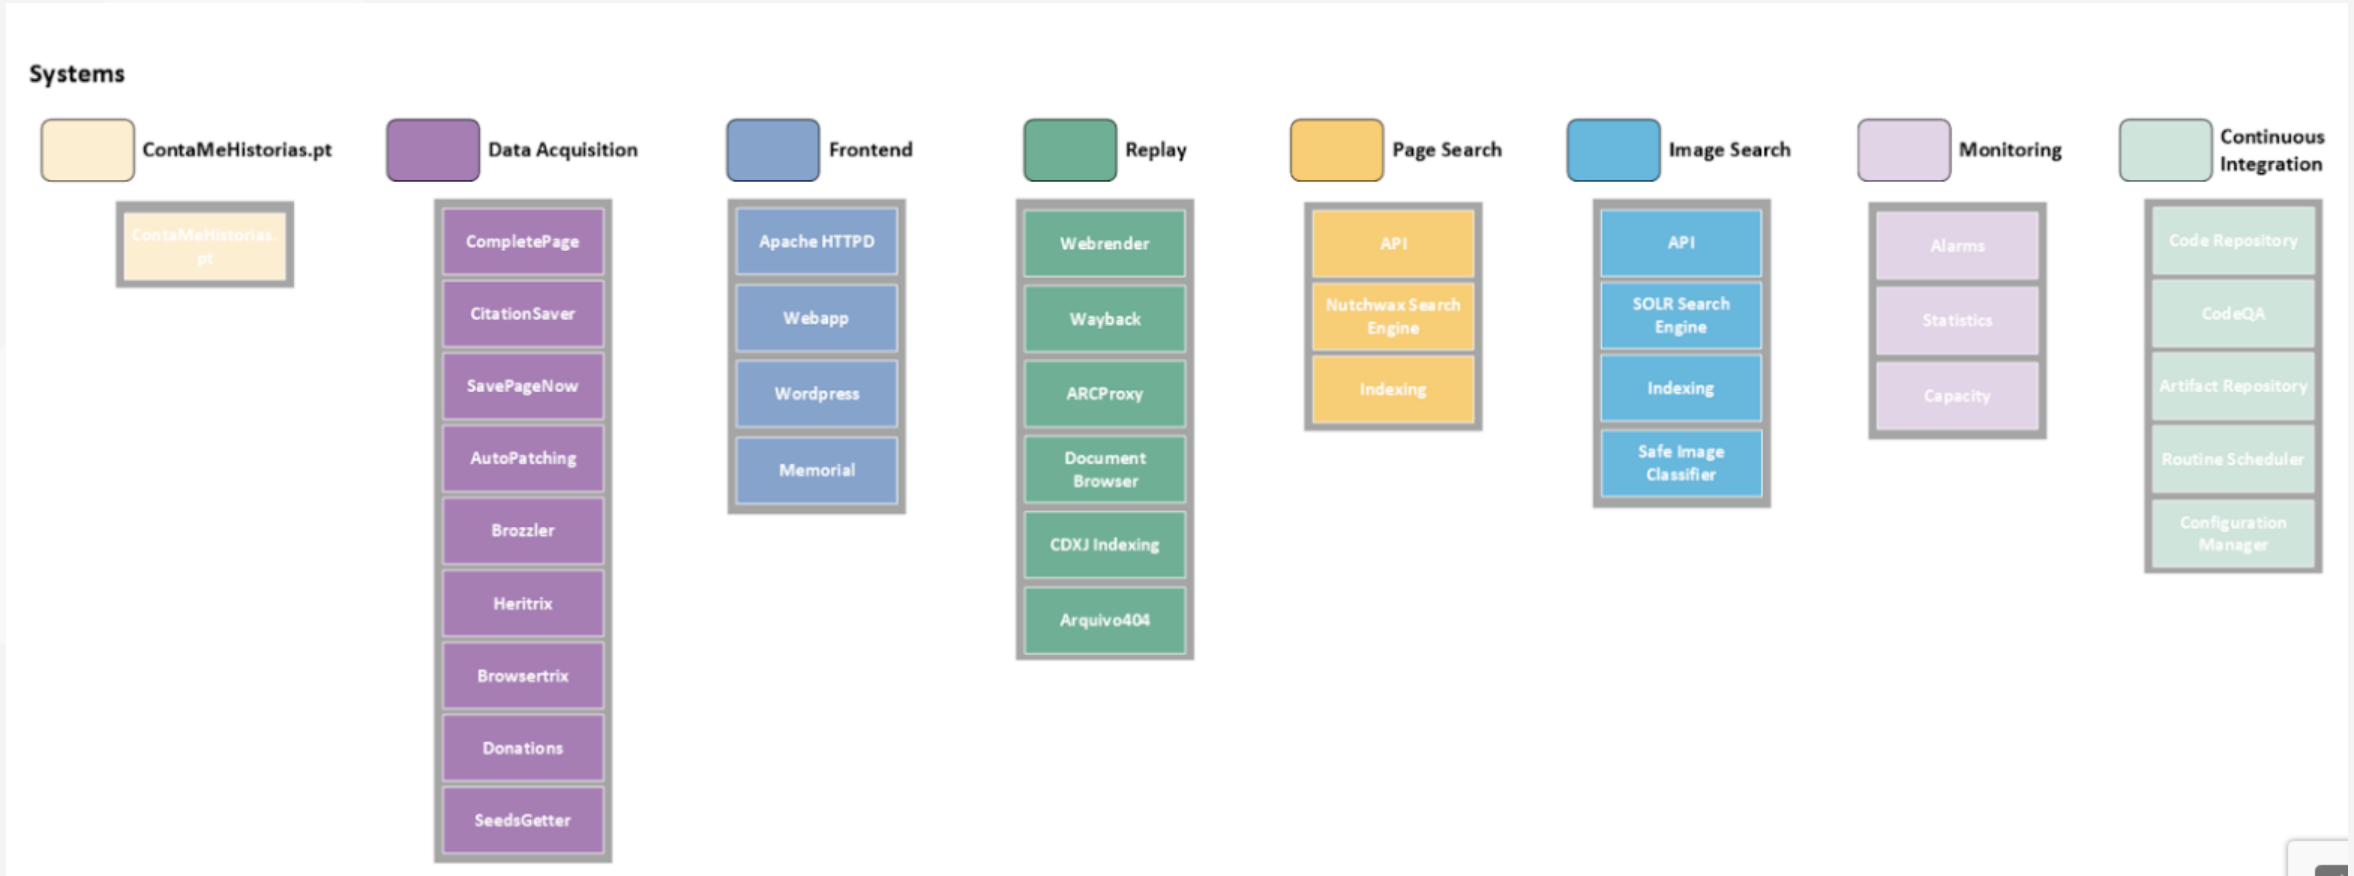 Systems
ContaMeHistorias.pt
ContaMeHistorias.
pt
Data Acquisition
CompletePage
CitationSaver
SavePageNow
AutoPatching
Brozzler
Heritrix
Browsertrix
Donations
SeedsGetter
Frontend
Apache HTTPD
Webapp
Wordpress
Memorial
Replay
Webrender
Wayback
ARCProxy
Document
Browser
CDXJ Indexing
Arquivo404
Page Search
API
Nutchwax Search
Engine
Indexing
Image Search
API
SOLR Search
Engine
Indexing
Safe Image
Classifier
Monitoring
Alarms
Statistics
Capacity
Continuous
Integration
Code Repository
CodeQA
Artifact Repository
Routine Scheduler
Configuration
Manager